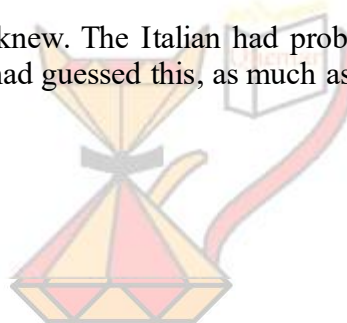 knew. The Italian had prob
had guessed this, as much as